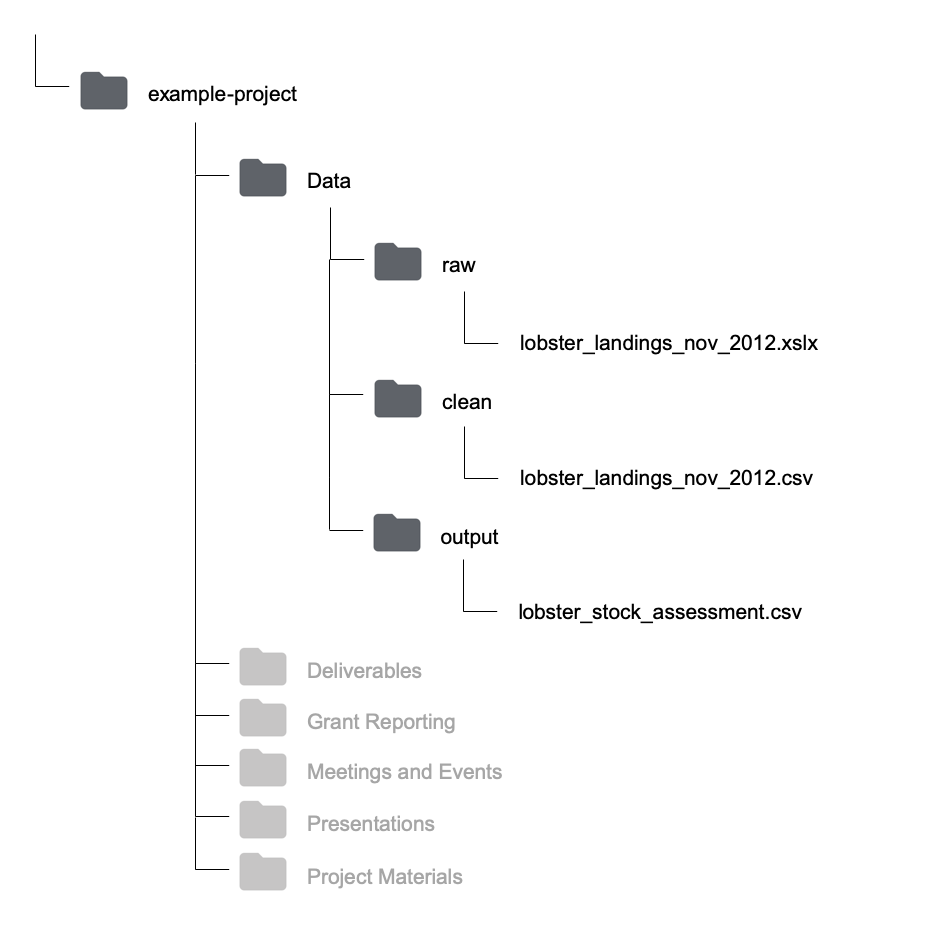 example-project
Data
raw
lobster_landings_nov_2012.xslx
clean
lobster_landings_nov_2012.csv
output
lobster_stock_assessment.csv
Deliverables
Grant Reporting
Meetings and Events
Presentations
Project Materials